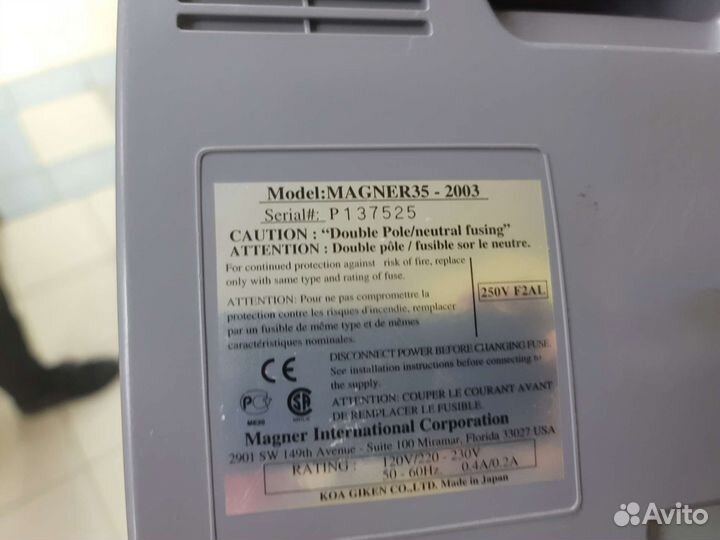 Model:MAGNER35 - 2003
Serial#: P137525
CAUTION : "Double Pole/neutral fusing"
ATTENTION : Double pôle / fusible sor le neutre.
For continued protection against risk of fire, replace
only with same type and rating of fuse.
ATTENTION: Pour ne pas compromettre la
protection contre les risques d'incendie, remplacer
par un fusible de même type et de mêmes
caractéristiques nominales.
250V F2AL
DISCONNECT POWER BEFORE CHANGING FUSE.
See installation instructions before connecting to
the supply.
ATTENTION: COUPER LE COURANT AVANT
DE REMPLACER LE FUSIBLE.
CE
PC
ME20
SA
Magner International Corporation
2901 SW 149th Avenue - Suite 100 Miramar, Florida 33027 USA
RATING : 120V/220 - 230V
50 - 60Hz 0.4A/0.2A
KOA GIKEN CO.,LTD. Made in Japan
Avito